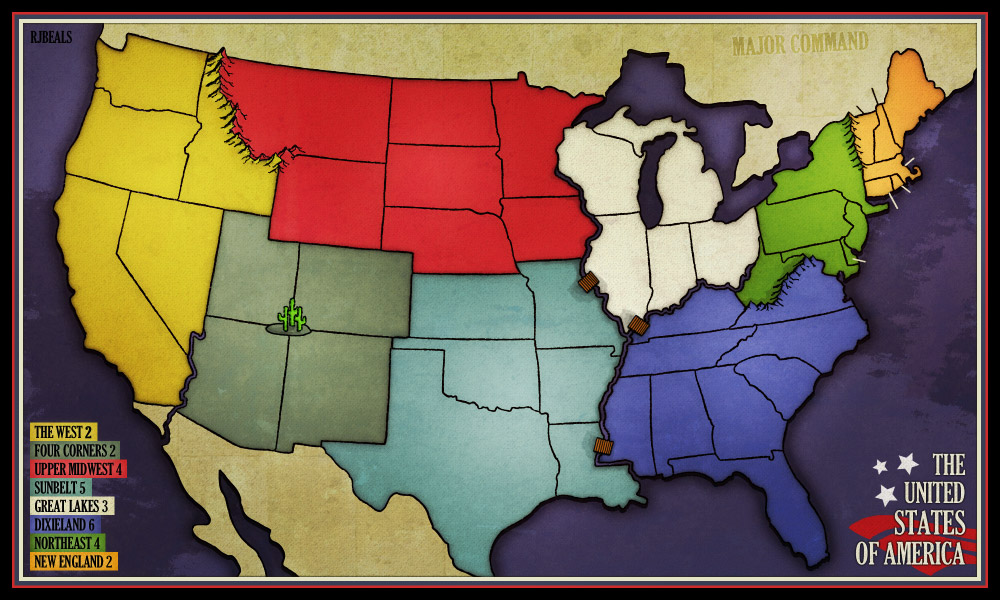 RJBEALS
MAJOR COMMAND
THE WEST 2
FOUR CORNERS 2
UPPER MIDWEST 4
SUNBELT 5
GREAT LAKES 3
DIXIELAND 6
NORTHEAST 4
NEW ENGLAND 2
THE
UNITED
STATES
OF AMERICA